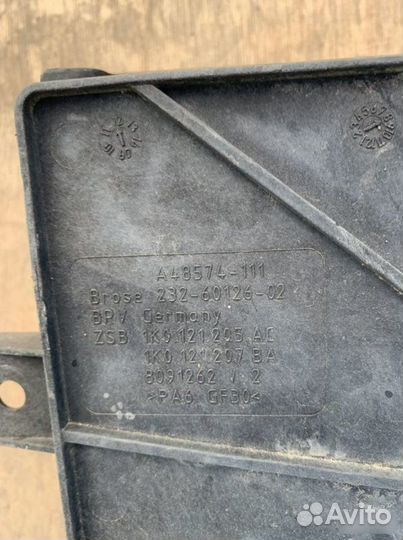 A48574-111
Brose 232-60126-02
BPV Germany
ZSB 1K0.121.205 AC
1K0.121.207 BA
8091262 / 2
>PA6 GF30<
Avito